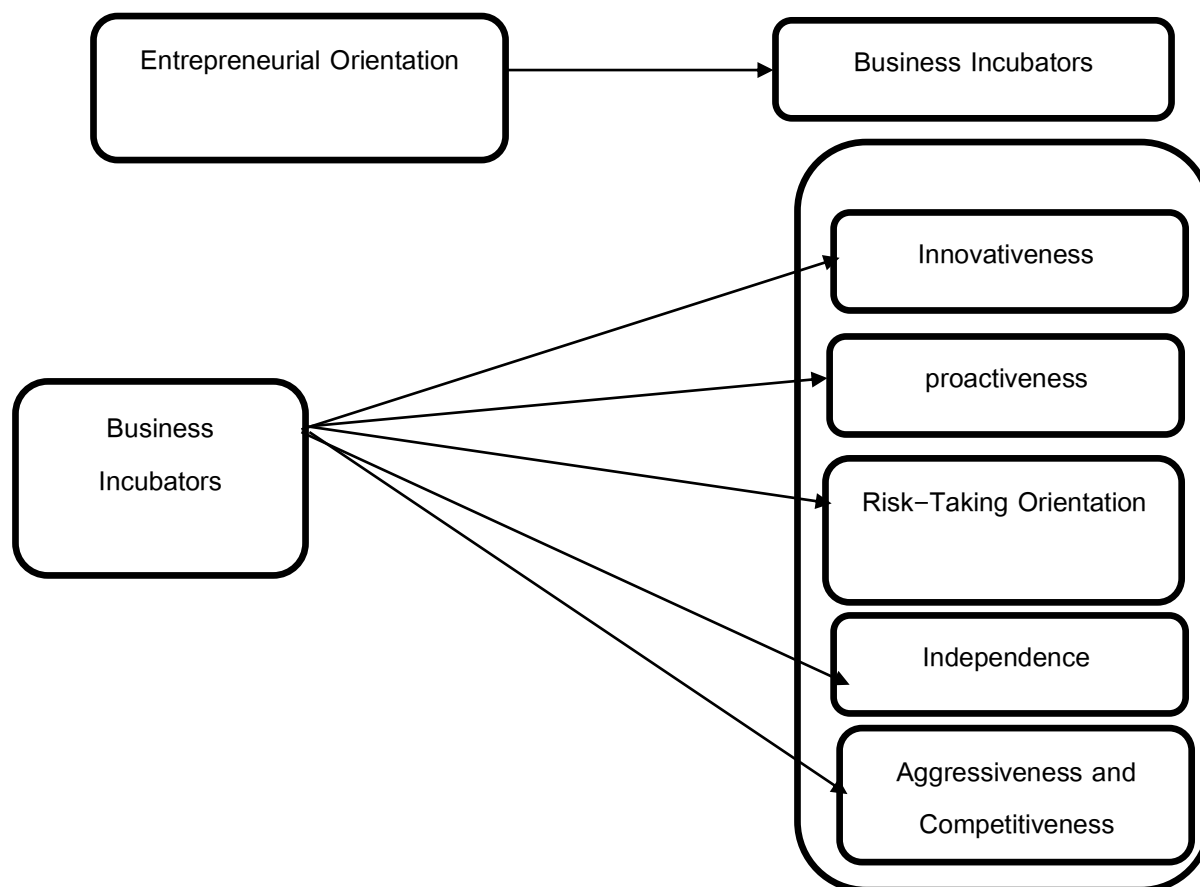 Entrepreneurial Orientation
Business Incubators
Innovativeness
proactiveness
Business
Incubators
Risk-Taking Orientation
Independence
Aggressiveness and
Competitiveness